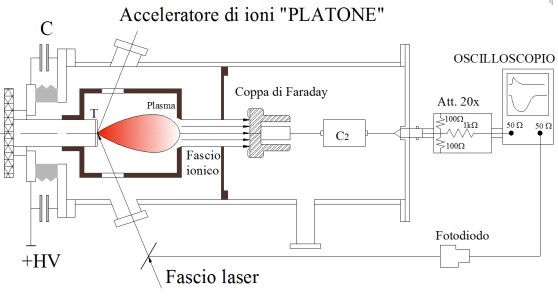 Acceleratore di ioni "PLATONE"
C
OSCILLOSCOPIO
T
Plasma
Coppa di Faraday
Att. 20x
100Ω
1kΩ
100Ω
50 Ω
50 Ω
C2
Fascio
ionico
Fotodiodo
+HV
Fascio laser